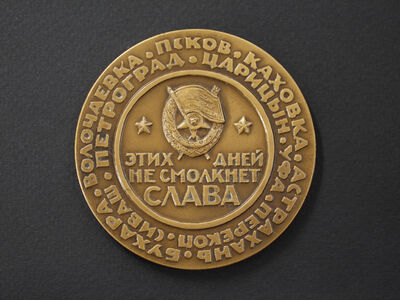 ВОЛОЧАЕВКА · ПСКОВ · КАХОВКА · АСТРАХАНЬ · БУХАРА ·
ПЕТРОГРАД · ЦАРИЦЫН · УФА · ПЕРЕКОП · СИВАШ ·
ЭТИХ ДНЕЙ
НЕ СМОЛКНЕТ
СЛАВА